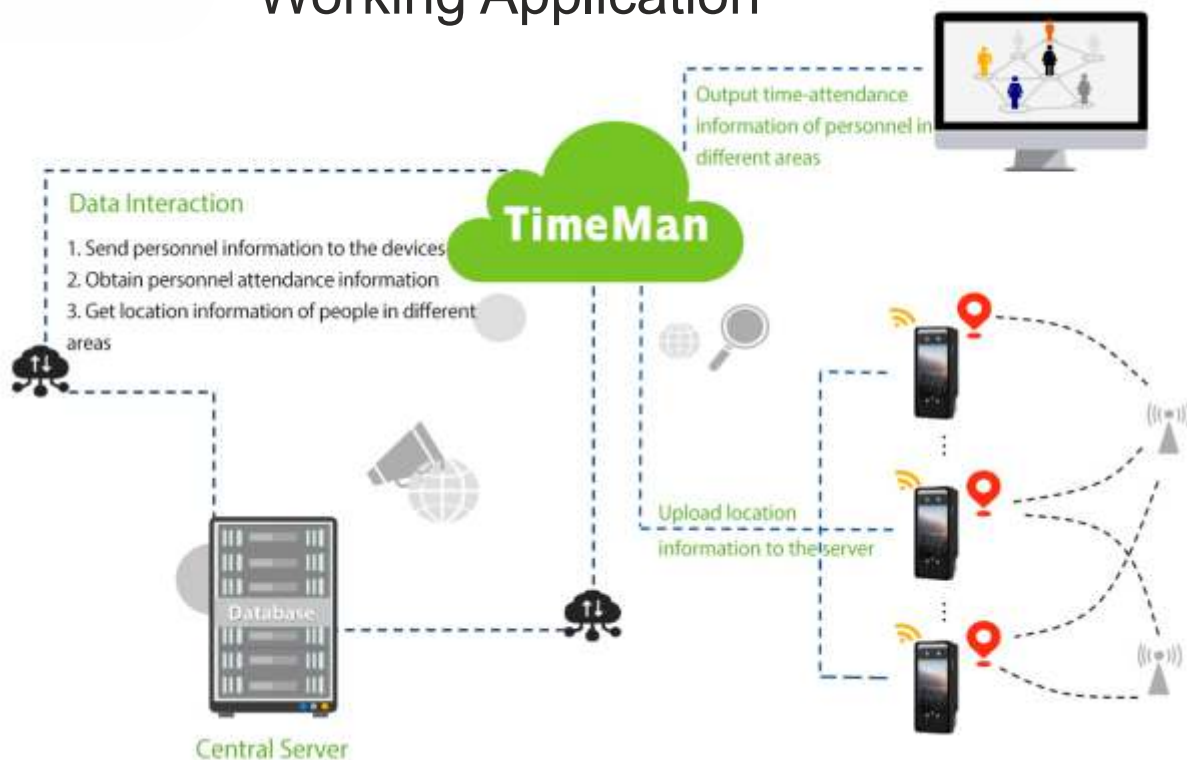 Working Application
Output time-attendance
information of personnel in
different areas
TimeMan
Data Interaction
1. Send personnel information to the devices
2. Obtain personnel attendance information
3. Get location information of people in different
areas
Upload location
information to the server
Database
Central Server